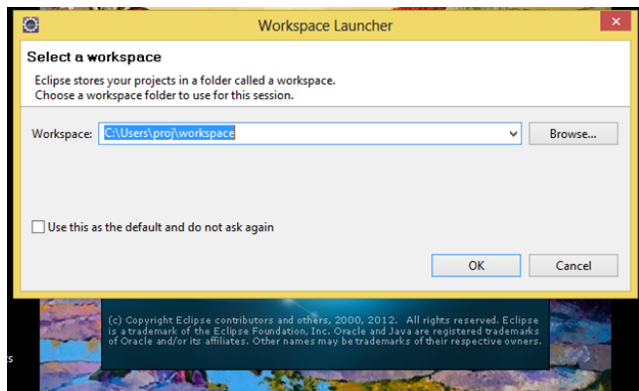 Workspace Launcher
Select a workspace
Eclipse stores your projects in a folder called a workspace.
Choose a workspace folder to use for this session.
Workspace: C:\Users\proj\workspace Browse...
Use this as the default and do not ask again
OK Cancel
(c) Copyright Eclipse contributors and others, 2000, 2012. All rights reserved. Eclipse
is a trademark of the Eclipse Foundation, Inc. Oracle and Java are registered trademarks
of Oracle and/or its affiliates. Other names may be trademarks of their respective owners.